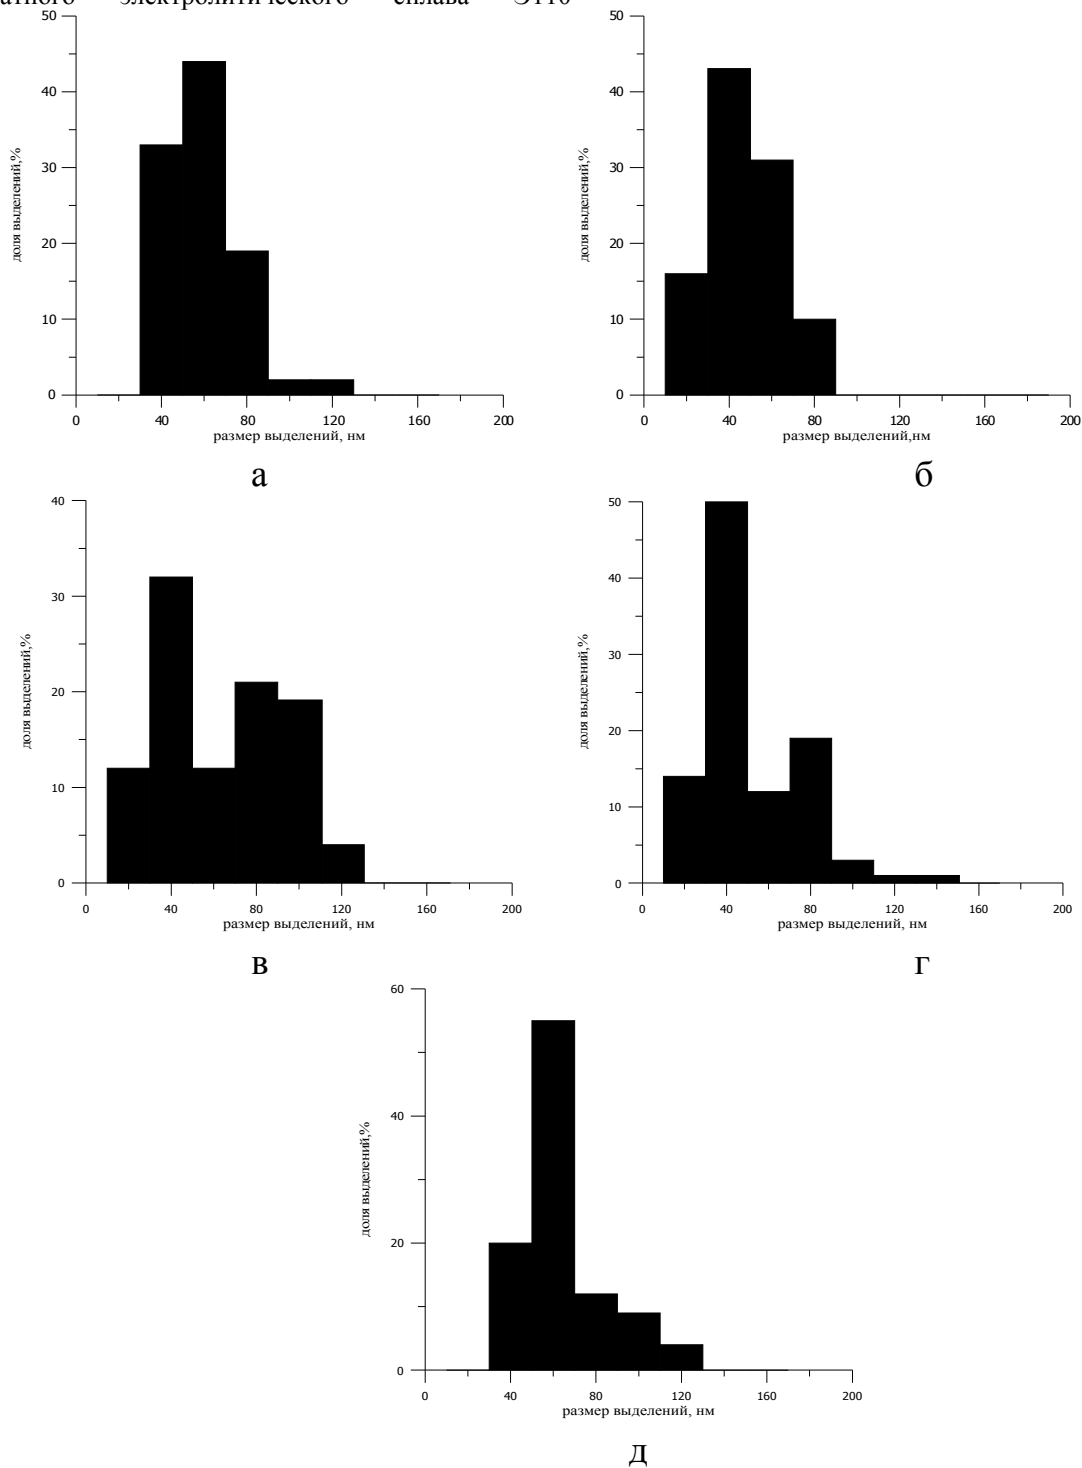 электролитического сплава Э110
50
40
30
20
10
0
доля выделений,%
0 40 80 120 160 200
размер выделений, нм
а
50
40
30
20
10
0
доля выделений,%
0 40 80 120 160 200
размер выделений,нм
б
40
30
20
10
0
доля выделений,%
0 40 80 120 160 200
размер выделений, нм
в
50
40
30
20
10
0
доля выделений,%
0 40 80 120 160 200
размер выделений, нм
г
60
40
20
0
доля выделений,%
0 40 80 120 160 200
размер выделений, нм
д